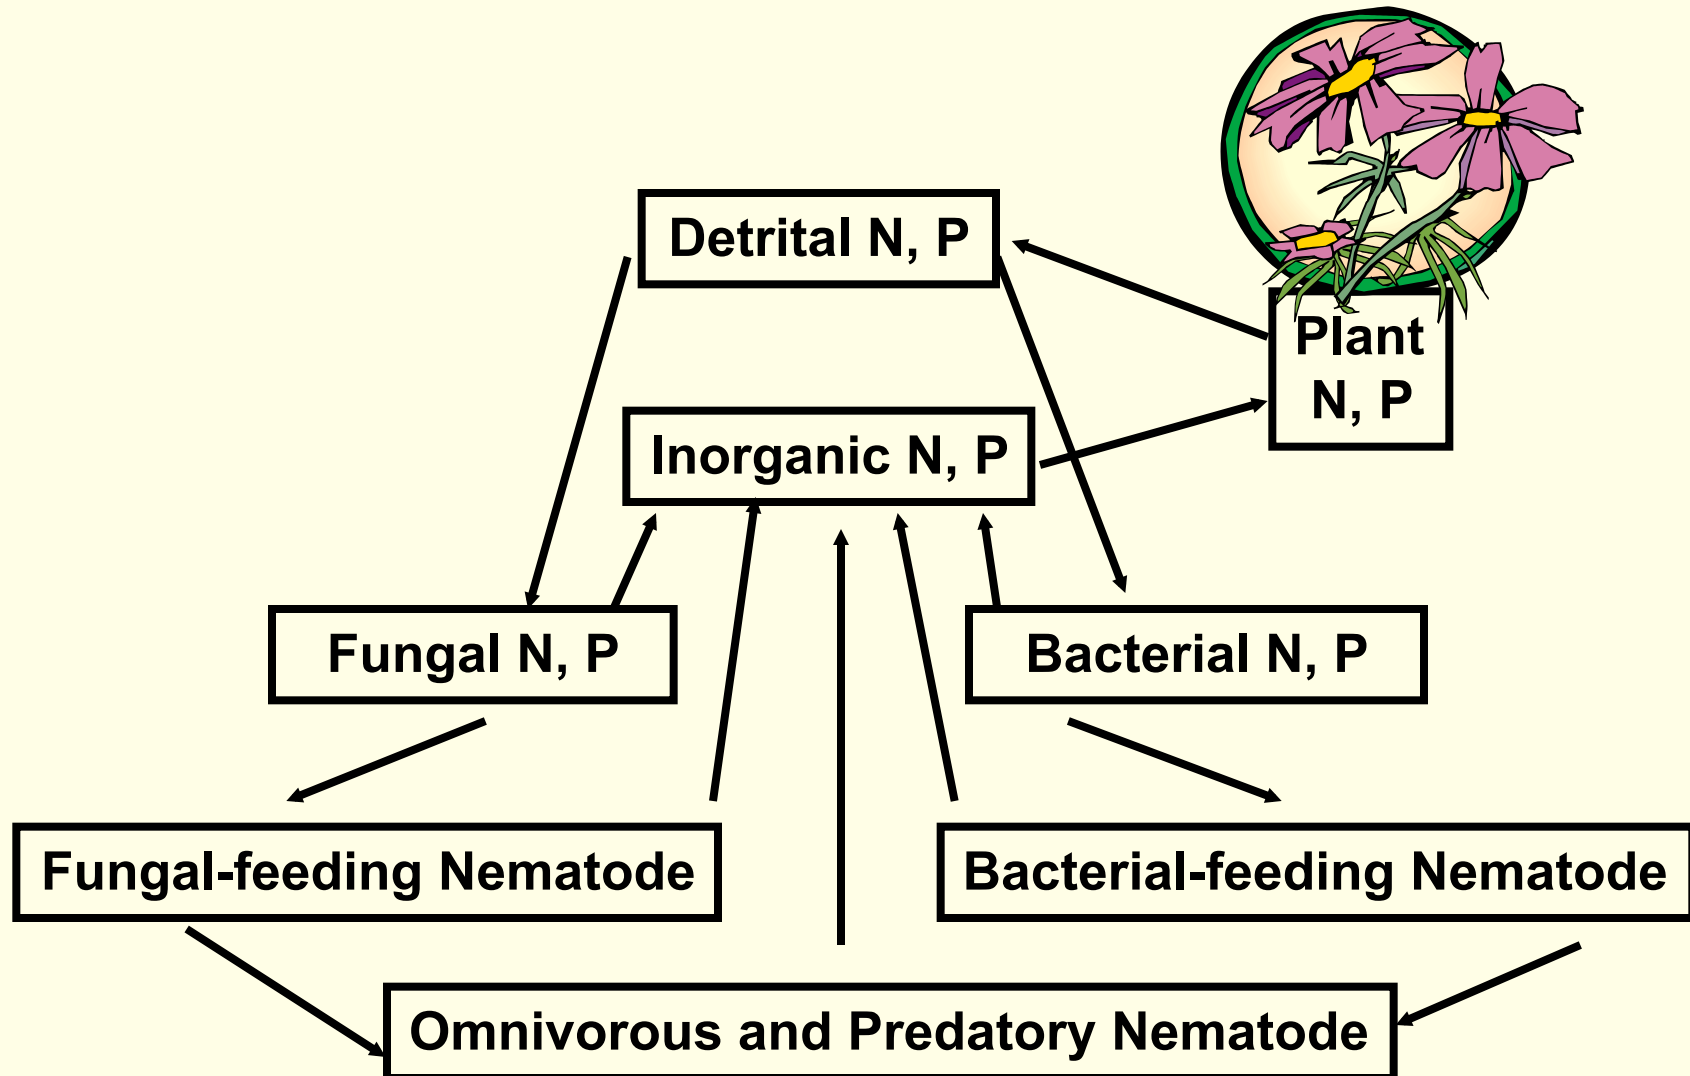 Detrital N, P
Plant
N, P
Inorganic N, P
Fungal N, P
Bacterial N, P
Fungal-feeding Nematode
Bacterial-feeding Nematode
Omnivorous and Predatory Nematode